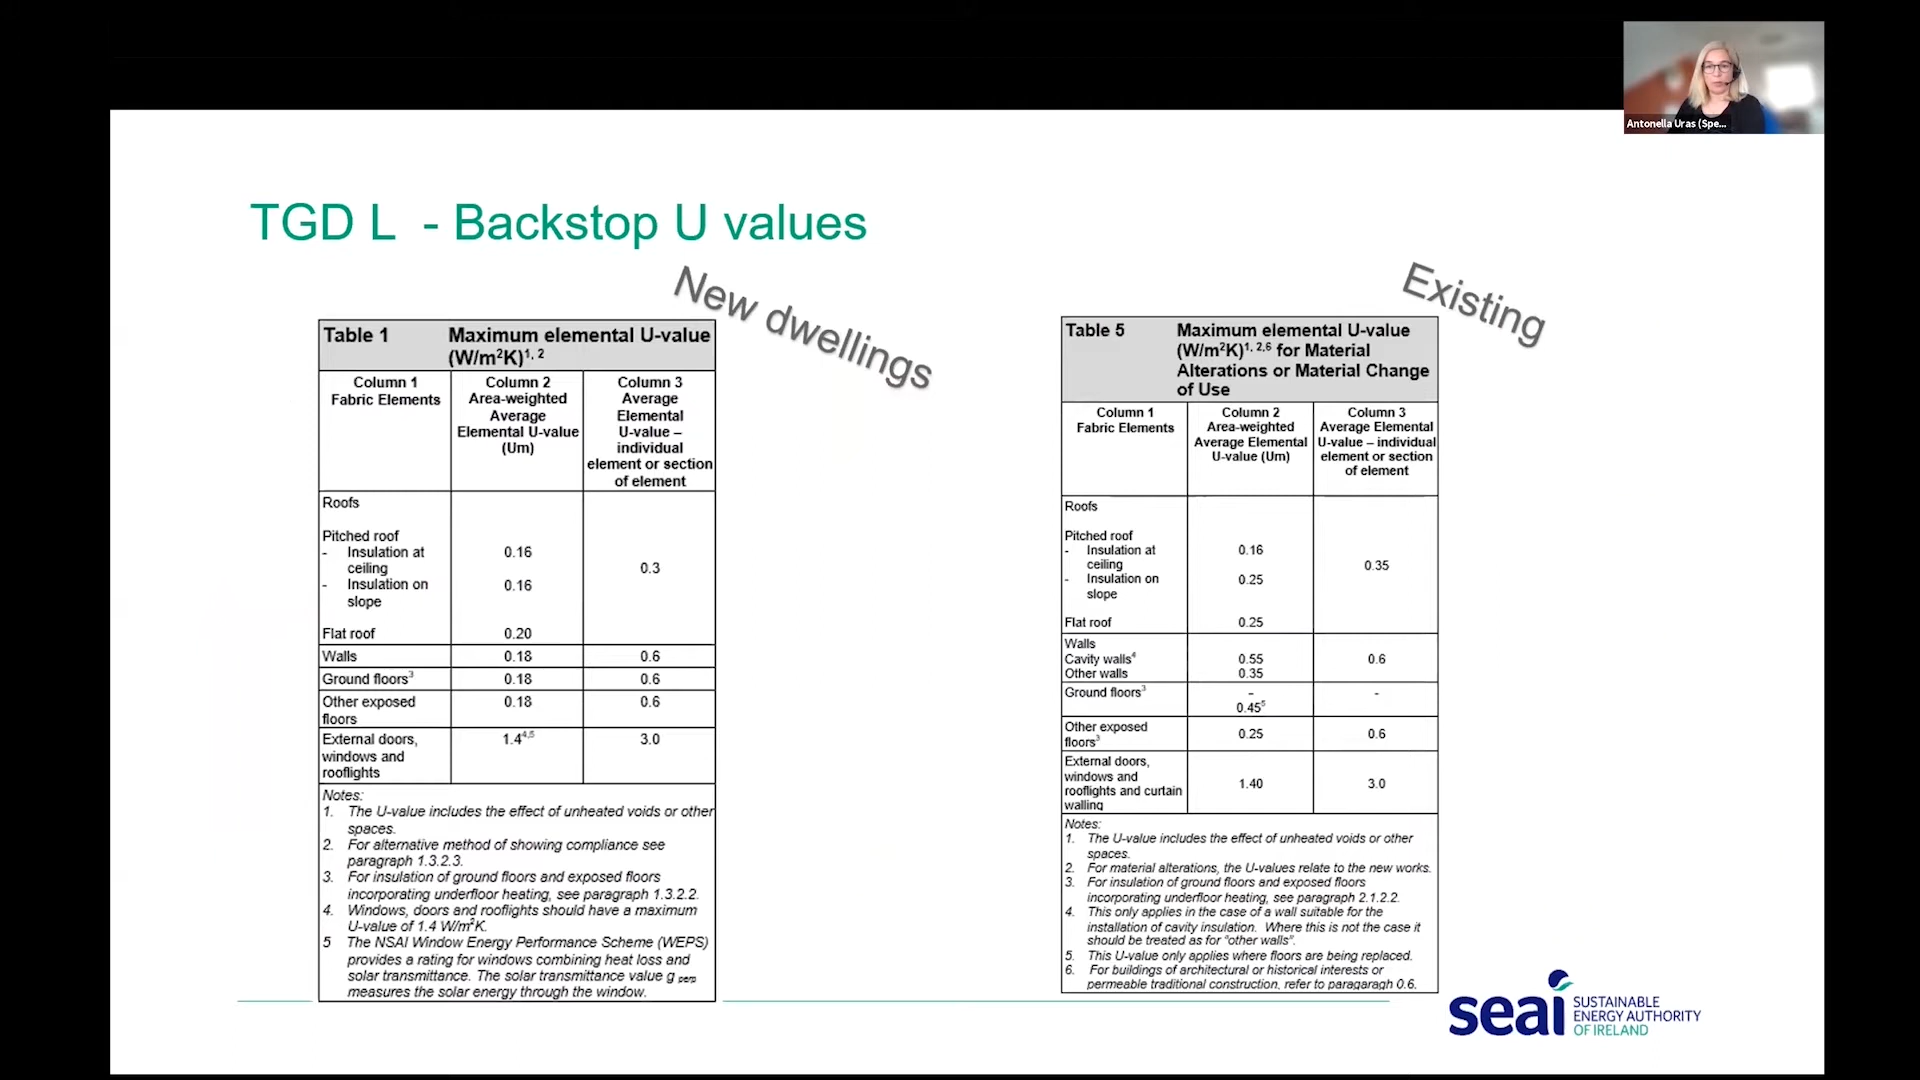 Antonella Uras (Spe...
TGD L - Backstop U values
New dwellings
Existing
Table 1 Maximum elemental U-value
(W/m²K)¹, ²
Column 1 Column 2 Column 3
Fabric Elements Area-weighted Average
Average Elemental
Elemental U-value U-value –
(Um) individual
element or section
of element
Roofs
Pitched roof
- Insulation at 0.16
ceiling 0.3
- Insulation on 0.16
slope
Flat roof 0.20
Walls 0.18 0.6
Ground floors³ 0.18 0.6
Other exposed 0.18 0.6
floors
External doors, 1.4⁴,⁵ 3.0
windows and
rooflights
Notes:
1. The U-value includes the effect of unheated voids or other
spaces.
2. For alternative method of showing compliance see
paragraph 1.3.2.3.
3. For insulation of ground floors and exposed floors
incorporating underfloor heating, see paragraph 1.3.2.2.
4. Windows, doors and rooflights should have a maximum
U-value of 1.4 W/m²K.
5 The NSAI Window Energy Performance Scheme (WEPS)
provides a rating for windows combining heat loss and
solar transmittance. The solar transmittance value g perp
measures the solar energy through the window.
Table 5 Maximum elemental U-value
(W/m²K)¹, ²,⁶ for Material
Alterations or Material Change
of Use
Column 1 Column 2 Column 3
Fabric Elements Area-weighted Average Elemental
Average Elemental U-value – individual
U-value (Um) element or section
of element
Roofs
Pitched roof
- Insulation at 0.16
ceiling 0.35
- Insulation on 0.25
slope
Flat roof 0.25
Walls
Cavity walls⁴ 0.55 0.6
Other walls 0.35
Ground floors³ - -
0.45⁵
Other exposed 0.25 0.6
floors³
External doors,
windows and
rooflights and curtain 1.40 3.0
walling
Notes:
1. The U-value includes the effect of unheated voids or other
spaces.
2. For material alterations, the U-values relate to the new works.
3. For insulation of ground floors and exposed floors
incorporating underfloor heating, see paragraph 2.1.2.2.
4. This only applies in the case of a wall suitable for the
installation of cavity insulation. Where this is not the case it
should be treated as for "other walls".
5. This U-value only applies where floors are being replaced.
6. For buildings of architectural or historical interests or
permeable traditional construction, refer to paragaragh 0.6.
seai SUSTAINABLE
ENERGY AUTHORITY
OF IRELAND